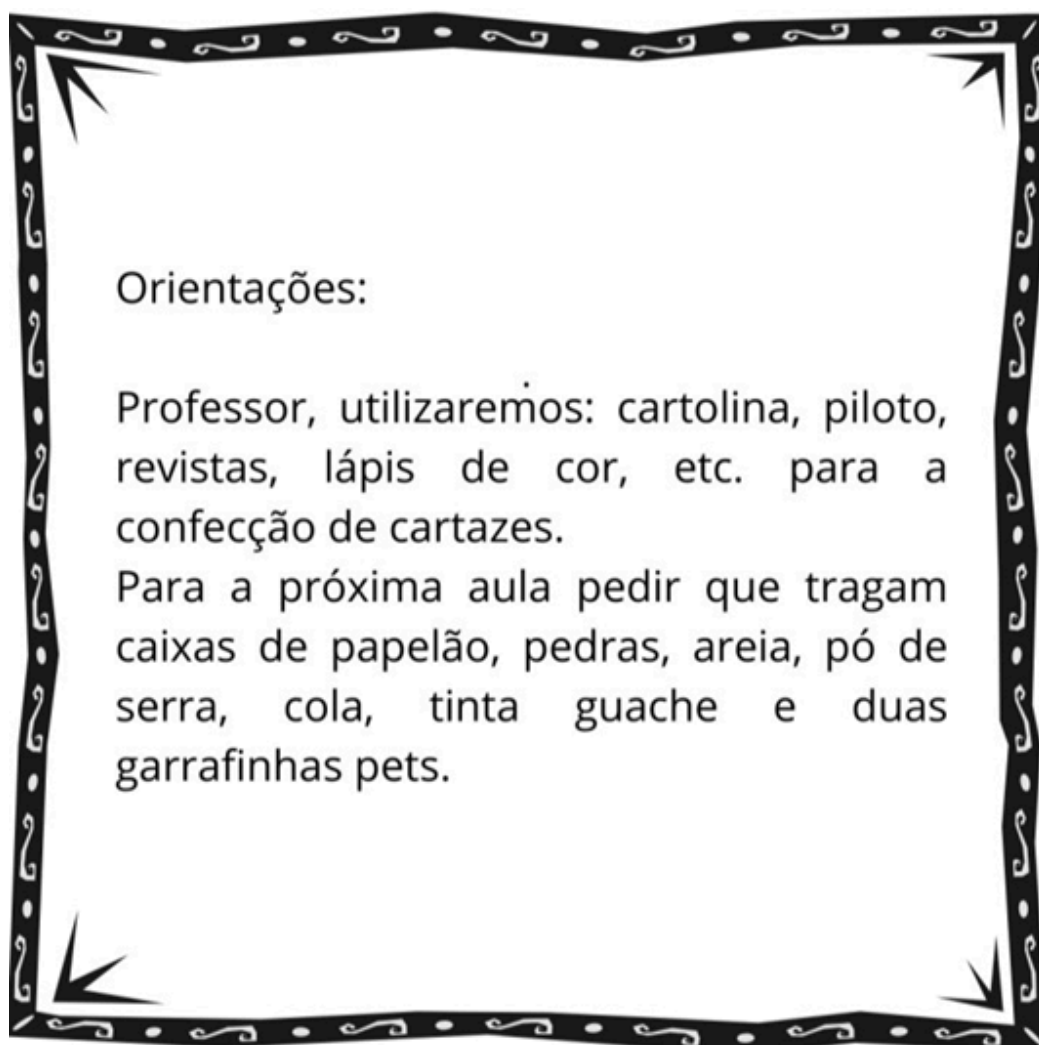 Orientações:
Professor, utilizaremos: cartolina, piloto,
revistas, lápis de cor, etc. para a
confecção de cartazes.
Para a próxima aula pedir que tragam
caixas de papelão, pedras, areia, pó de
serra, cola, tinta guache e duas
garrafinhas pets.